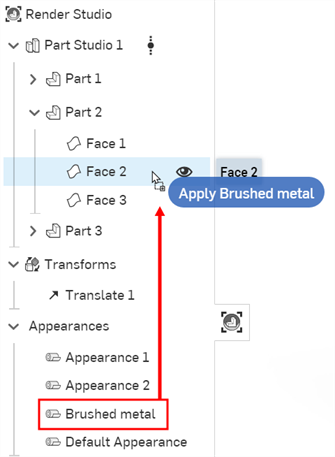 Render Studio
Part Studio 1
Part 1
Part 2
Face 1
Face 2 Face 2
Apply Brushed metal
Face 3
Part 3
Transforms
Translate 1
Appearances
Appearance 1
Appearance 2
Brushed metal
Default Appearance